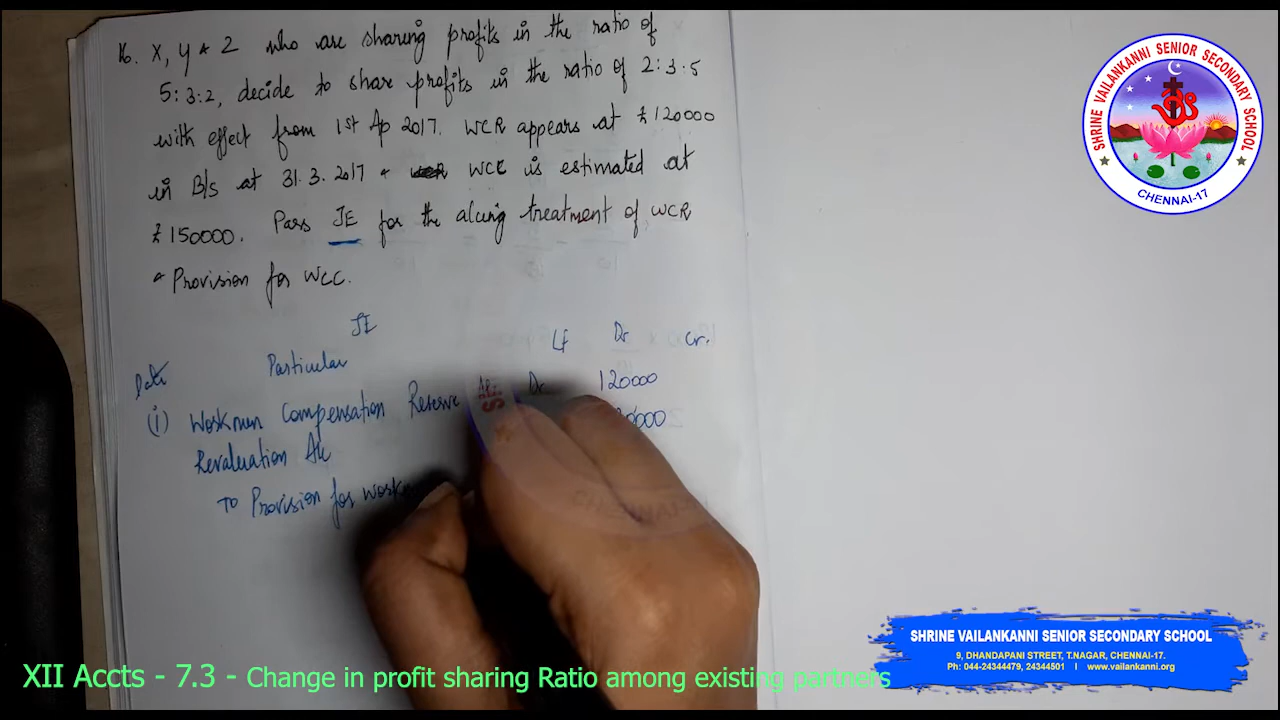 16. X, Y & Z who are sharing profits in the ratio of
5:3:2, decide to share profits in the ratio of 2:3:5
with effect from 1st Ap 2017. WCR appears at ₹120000
in B/S at 31.3.2017 & WCC is estimated at
₹150000. Pass JE for the
treatment of WCR
& Provision for WCC.
JE
Date Particular Lf Dr Cr.
(i) Workmen Compensation Reserve A/c Dr 120000
Revaluation A/c
To Provision for Workm
SHRINE VAILANKANNI SENIOR SECONDARY SCHOOL
CHENNAI-17
SHRINE VAILANKANNI SENIOR SECONDARY SCHOOL
9, DHANDAPANI STREET, T.NAGAR, CHENNAI-17.
Ph: 044-24344479, 24344501 I www.vailankanni.org
XII Accts - 7.3 - Change in profit sharing Ratio among existing partners